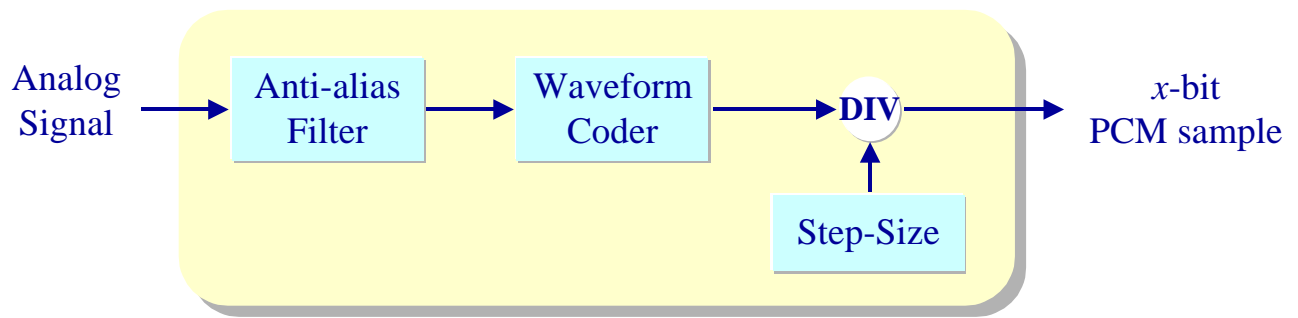 Analog
Signal
Anti-alias
Filter
Waveform
Coder
DIV
Step-Size
x-bit
PCM sample